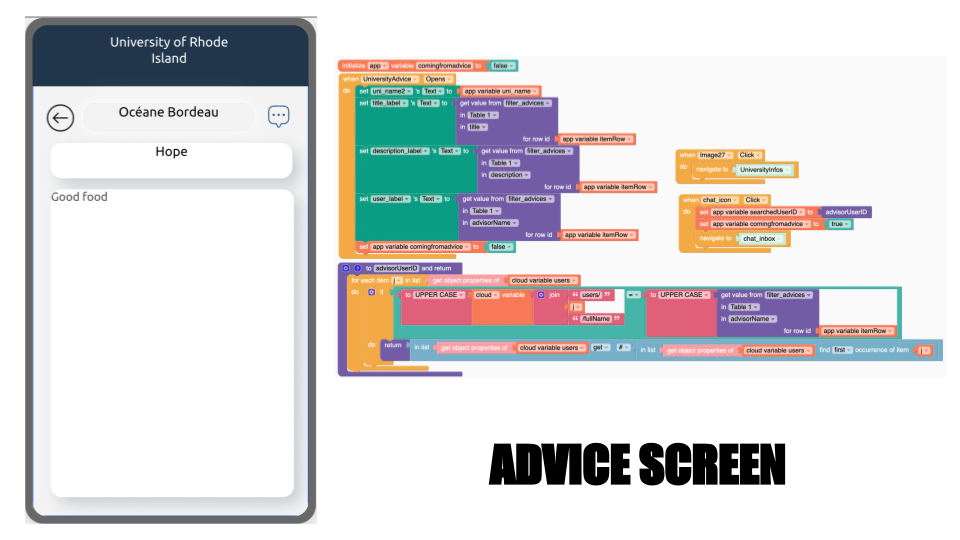 University of Rhode
Island
Océane Bordeau
Hope
Good food
initialize app variable comingfromadvice to false
when UniversityAdvice Opens
do set uni_name2 's Text to app variable uni_name
set title_label 's Text to get value from filter_advices
in Table 1
in title
for row id app variable itemRow
set description_label 's Text to get value from filter_advices
in Table 1
in description
for row id app variable itemRow
set user_label 's Text to get value from filter_advices
in Table 1
in advisorName
for row id app variable itemRow
set app variable comingfromadvice to false
when Image27 Click
do navigate to UniversityInfos
when chat_icon Click
do set app variable searchedUserID to advisorUserID
set app variable comingfromadvice to true
navigate to chat_inbox
to advisorUserID and return
for each item j in list get object properties of cloud variable users
do if to UPPER CASE cloud variable join “ users/ ” = to UPPER CASE get value from filter_advices
j in Table 1
“ /fullName ” in advisorName
for row id app variable itemRow
do return in list get object properties of cloud variable users get # in list get object properties of cloud variable users find first occurrence of item j
ADVICE SCREEN